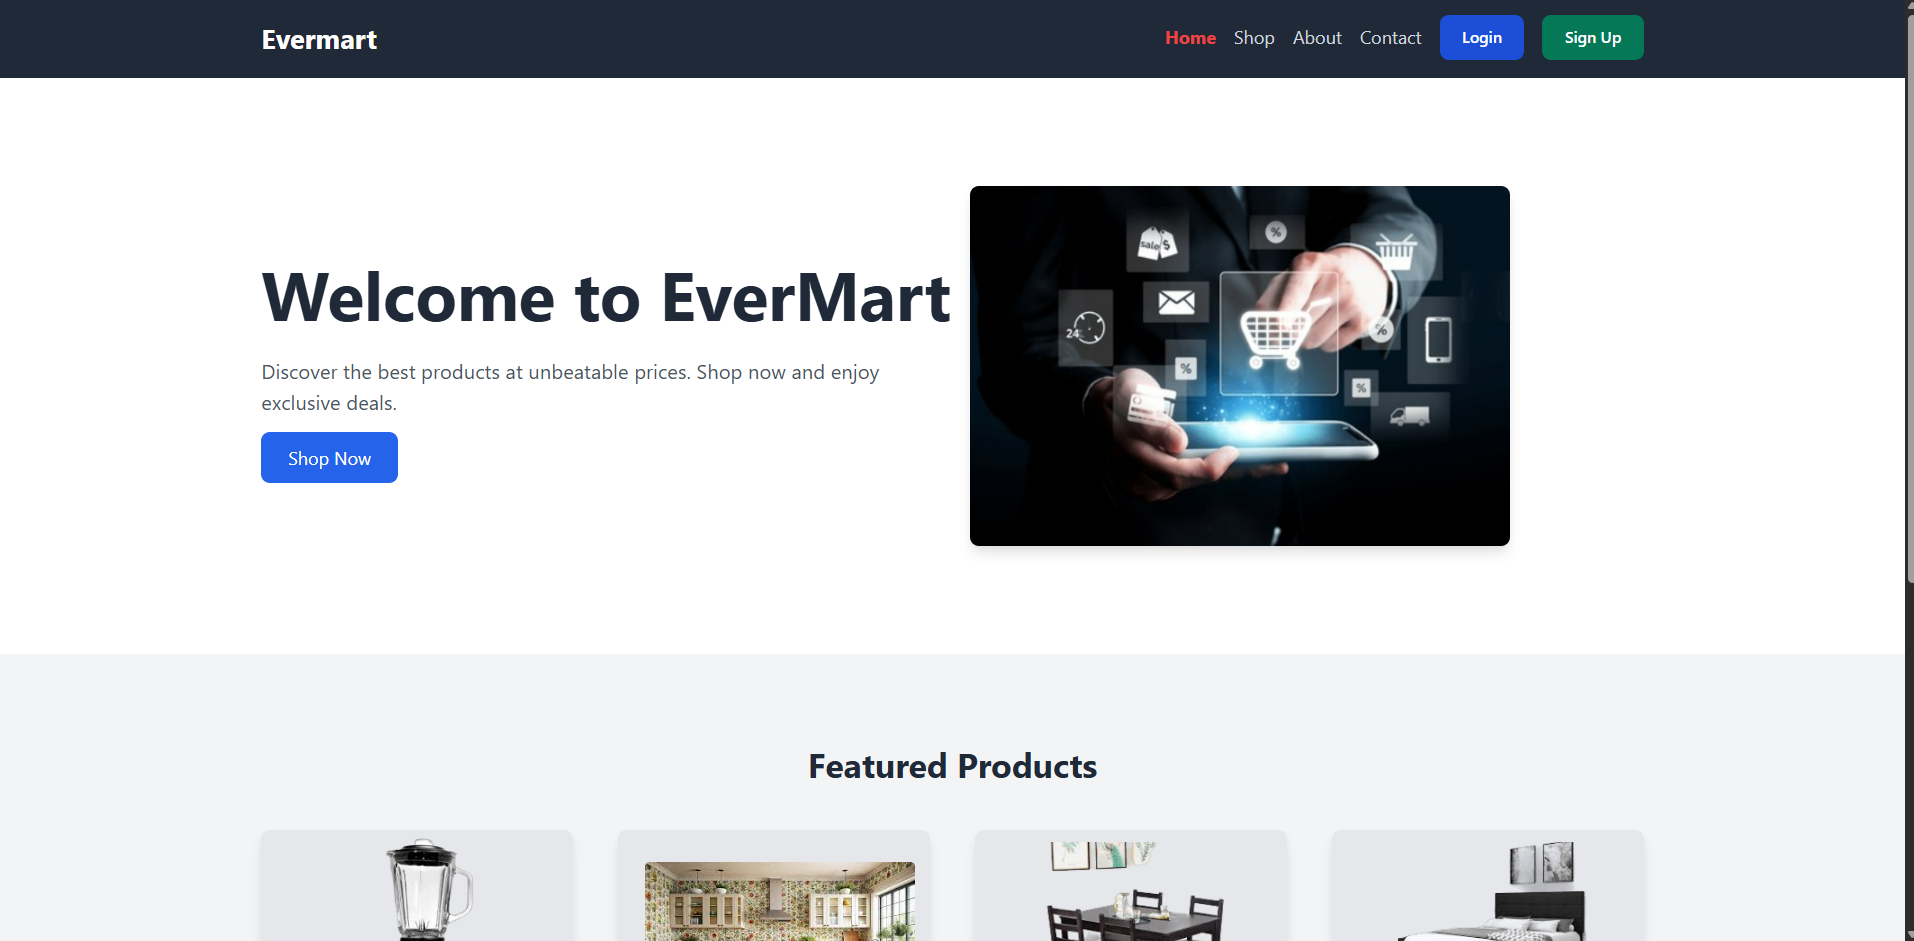 Evermart
Home Shop About Contact Login Sign Up
Welcome to EverMart
Discover the best products at unbeatable prices. Shop now and enjoy
exclusive deals.
Shop Now
sale $
%
24
%
%
%
Featured Products